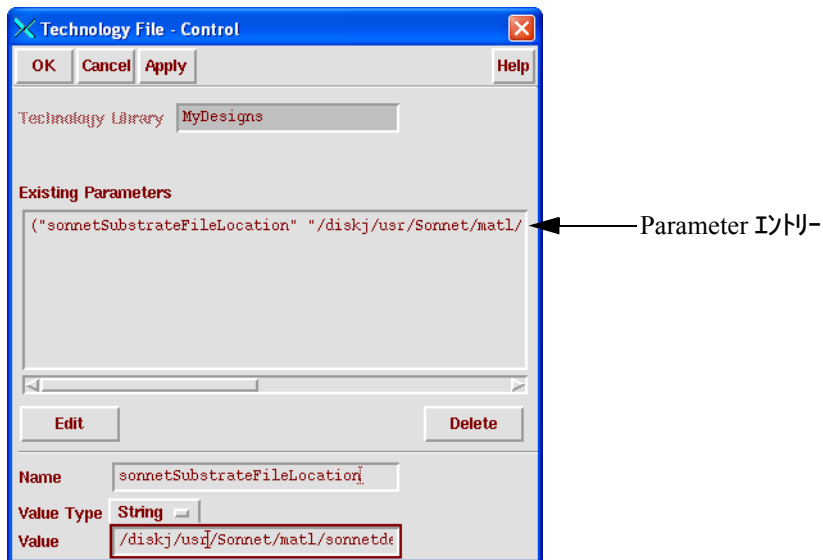 Technology File - Control
OK Cancel Apply Help
Technology Library MyDesigns
Existing Parameters
("sonnetSubstrateFileLocation" "/diskj/usr/Sonnet/matl/
Parameter エントリー
Edit Delete
Name sonnetSubstrateFileLocation
Value Type String
Value /diskj/usr/Sonnet/matl/sonnetde